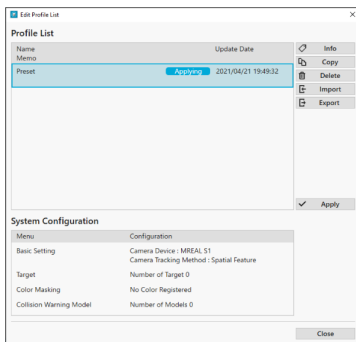 Edit Profile List
Profile List
Name Update Date
Memo
Preset Applying 2021/04/21 19:49:32
Info
Copy
Delete
Import
Export
Apply
System Configuration
Menu Configuration
Basic Setting Camera Device : MREAL S1
Camera Tracking Method : Spatial Feature
Target Number of Target 0
Color Masking No Color Registered
Collision Warning Model Number of Models 0
Close